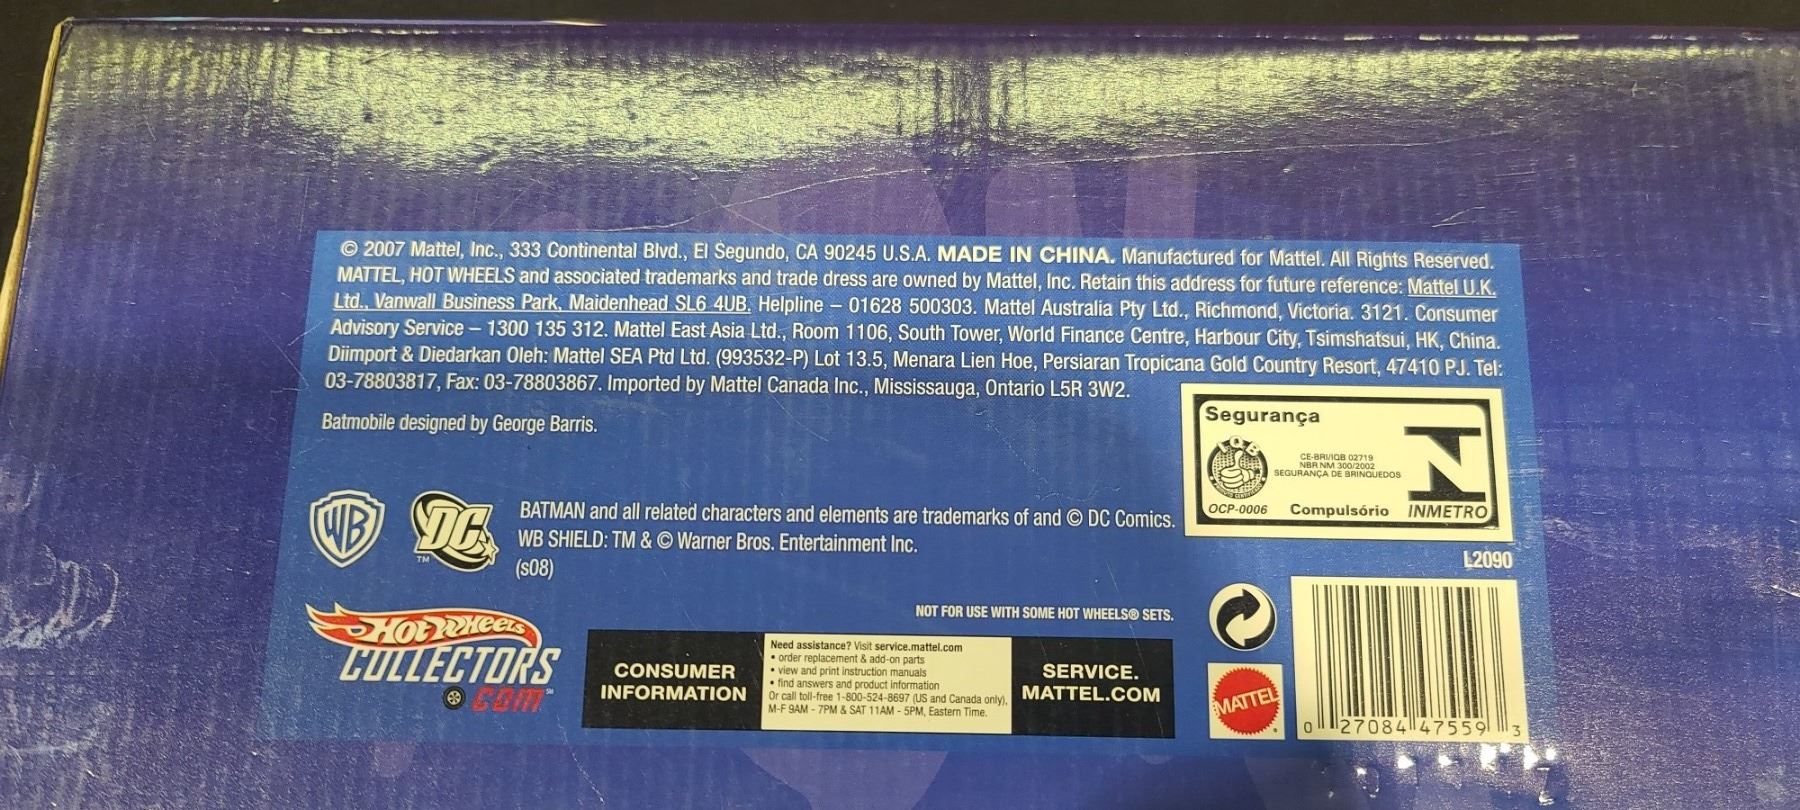 © 2007 Mattel, Inc., 333 Continental Blvd., El Segundo, CA 90245 U.S.A. MADE IN CHINA. Manufactured for Mattel. All Rights Reserved.
MATTEL, HOT WHEELS and associated trademarks and trade dress are owned by Mattel, Inc. Retain this address for future reference: Mattel U.K.
Ltd., Vanwall Business Park, Maidenhead SL6 4UB. Helpline – 01628 500303. Mattel Australia Pty Ltd., Richmond, Victoria. 3121. Consumer
Advisory Service – 1300 135 312. Mattel East Asia Ltd., Room 1106, South Tower, World Finance Centre, Harbour City, Tsimshatsui, HK, China.
Diimport & Diedarkan Oleh: Mattel SEA Ptd Ltd. (993532-P) Lot 13.5, Menara Lien Hoe, Persiaran Tropicana Gold Country Resort, 47410 PJ. Tel:
03-78803817, Fax: 03-78803867. Imported by Mattel Canada Inc., Mississauga, Ontario L5R 3W2.
Batmobile designed by George Barris.
Segurança
IQB
CE-BRI/IQB 02719
NBR NM 300/2002
SEGURANÇA DE BRINQUEDOS
OCP-0006 Compulsório INMETRO
WB
DC TM
BATMAN and all related characters and elements are trademarks of and © DC Comics.
WB SHIELD: TM & © Warner Bros. Entertainment Inc.
(s08)
L2090
NOT FOR USE WITH SOME HOT WHEELS® SETS.
Hot Wheels
COLLECTORS
.COM℠
CONSUMER
INFORMATION
Need assistance? Visit service.mattel.com
• order replacement & add-on parts
• view and print instruction manuals
• find answers and product information
Or call toll-free 1-800-524-8697 (US and Canada only),
M-F 9AM - 7PM & SAT 11AM - 5PM, Eastern Time.
SERVICE.
MATTEL.COM
MATTEL
0 27084 47559 3